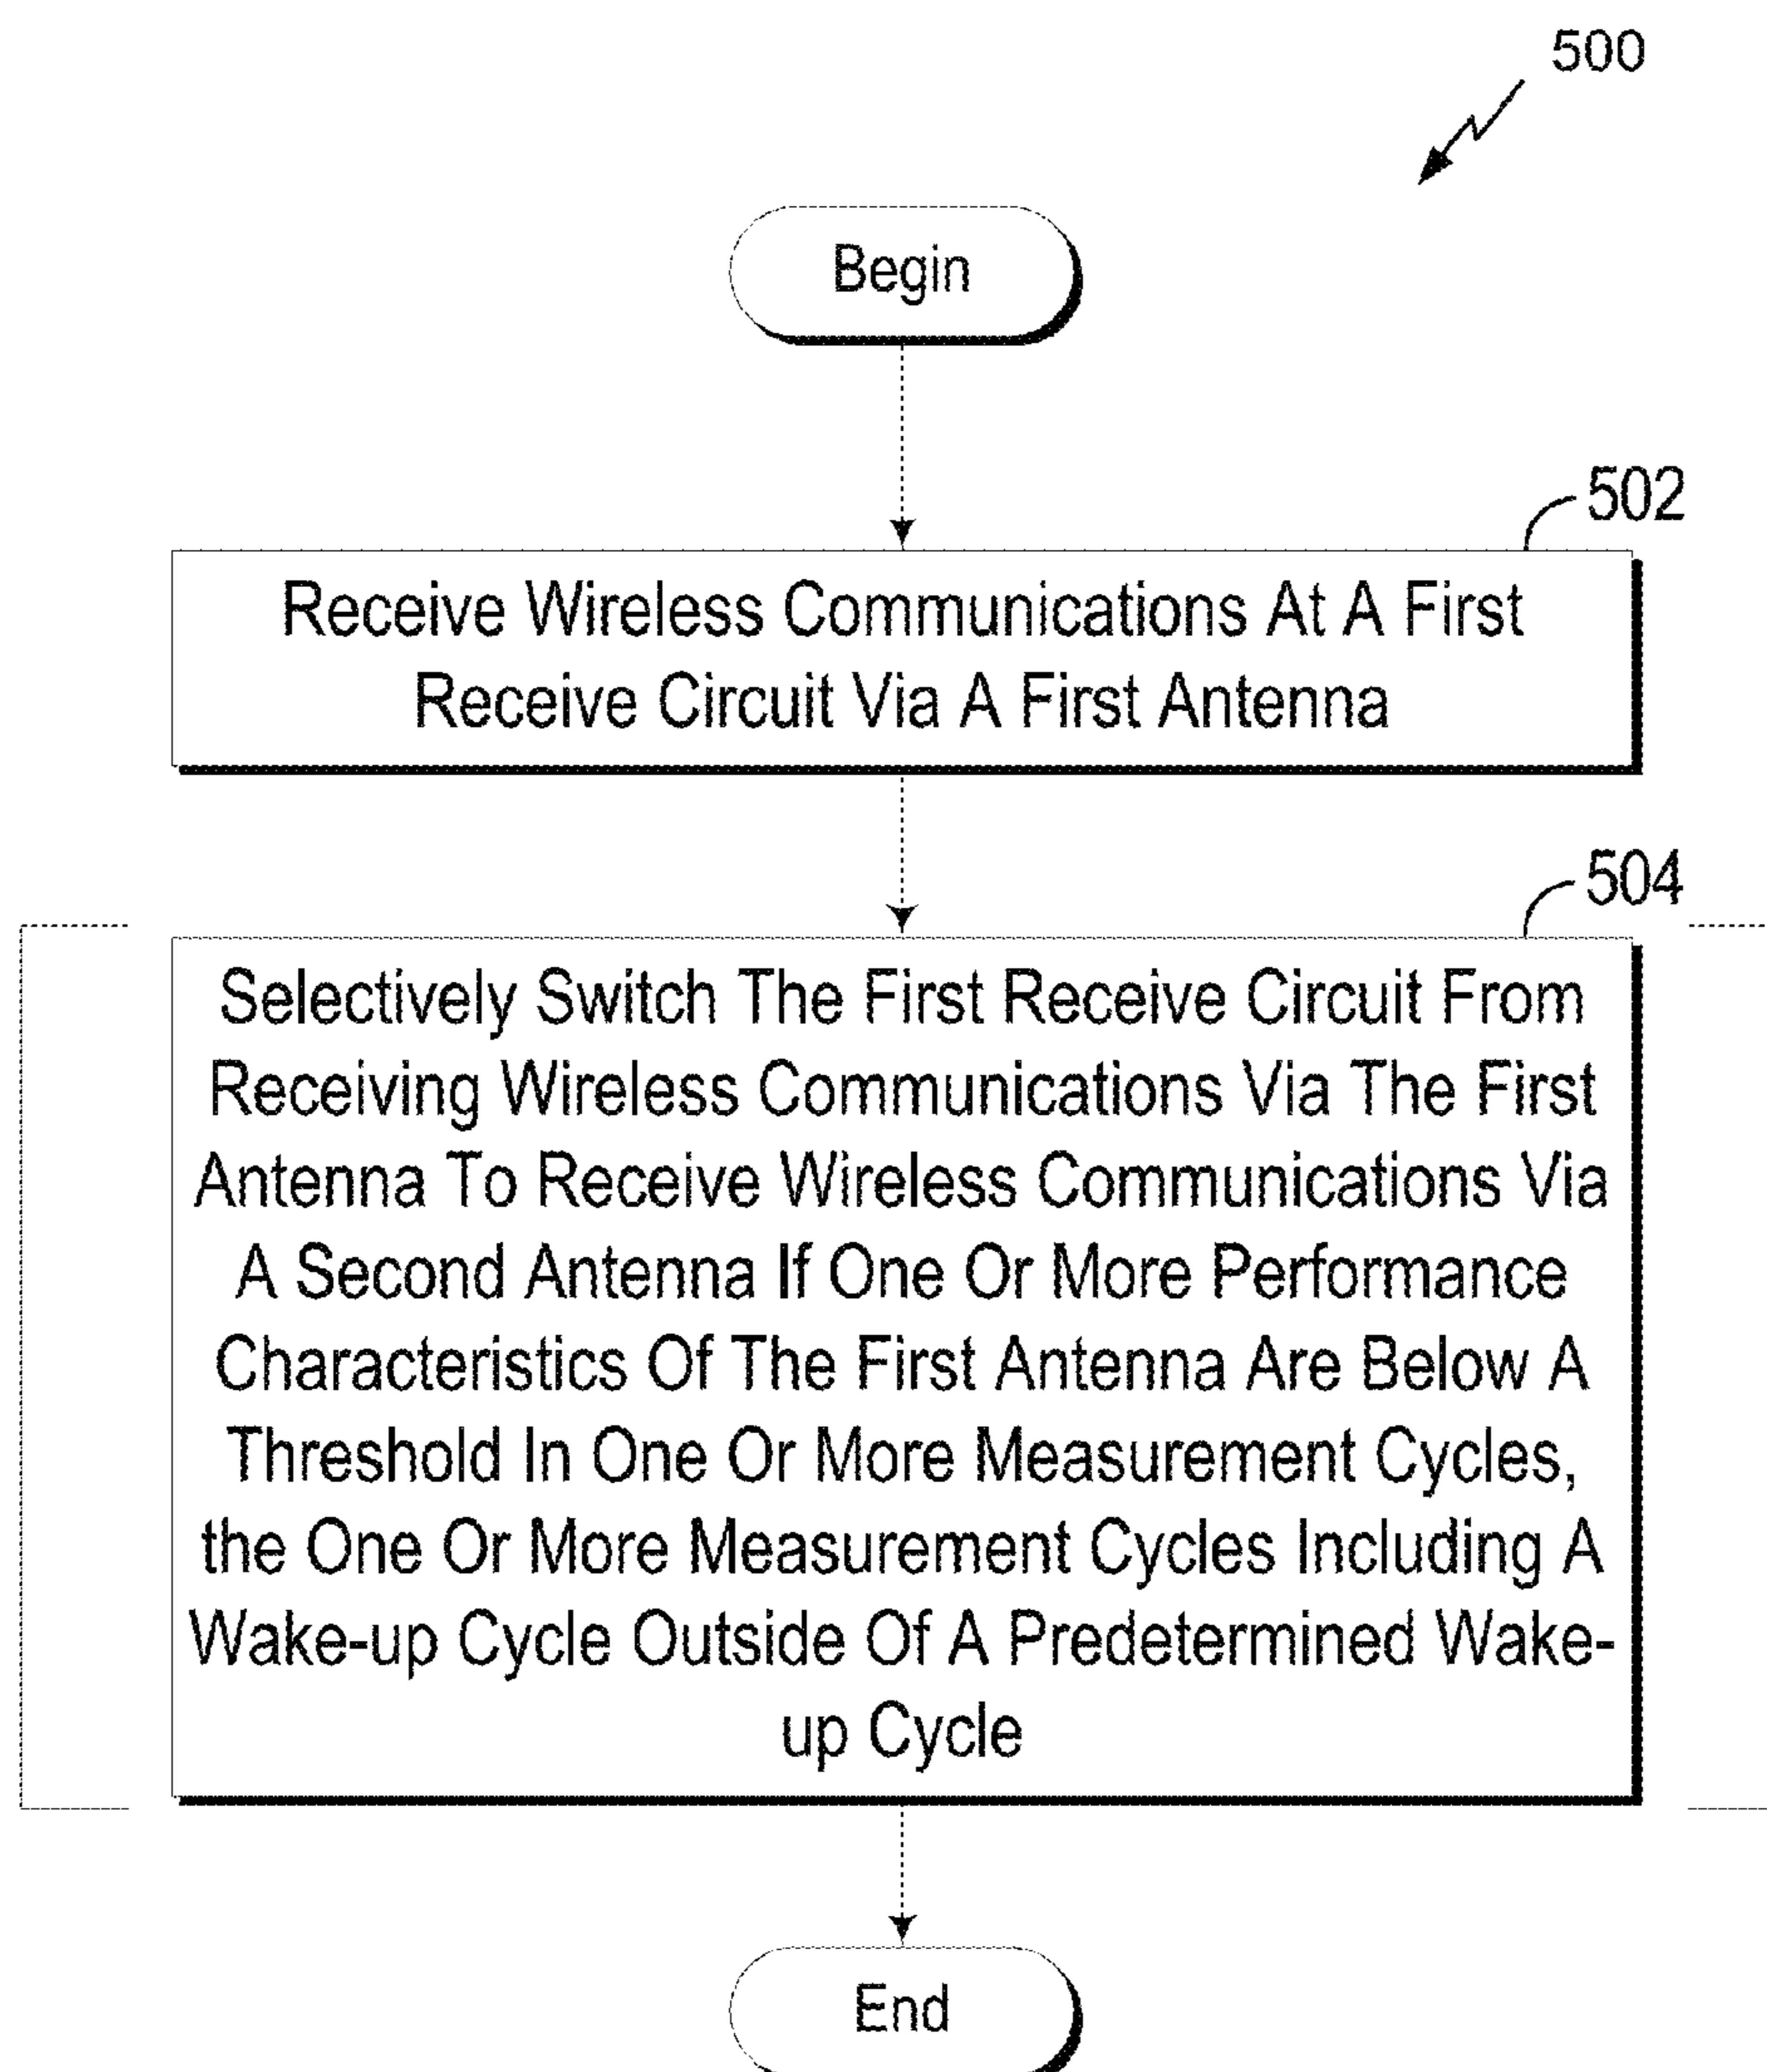 500
Begin
502
Receive Wireless Communications At A First
Receive Circuit Via A First Antenna
504
Selectively Switch The First Receive Circuit From
Receiving Wireless Communications Via The First
Antenna To Receive Wireless Communications Via
A Second Antenna If One Or More Performance
Characteristics Of The First Antenna Are Below A
Threshold In One Or More Measurement Cycles,
the One Or More Measurement Cycles Including A
Wake-up Cycle Outside Of A Predetermined Wake-
up Cycle
End